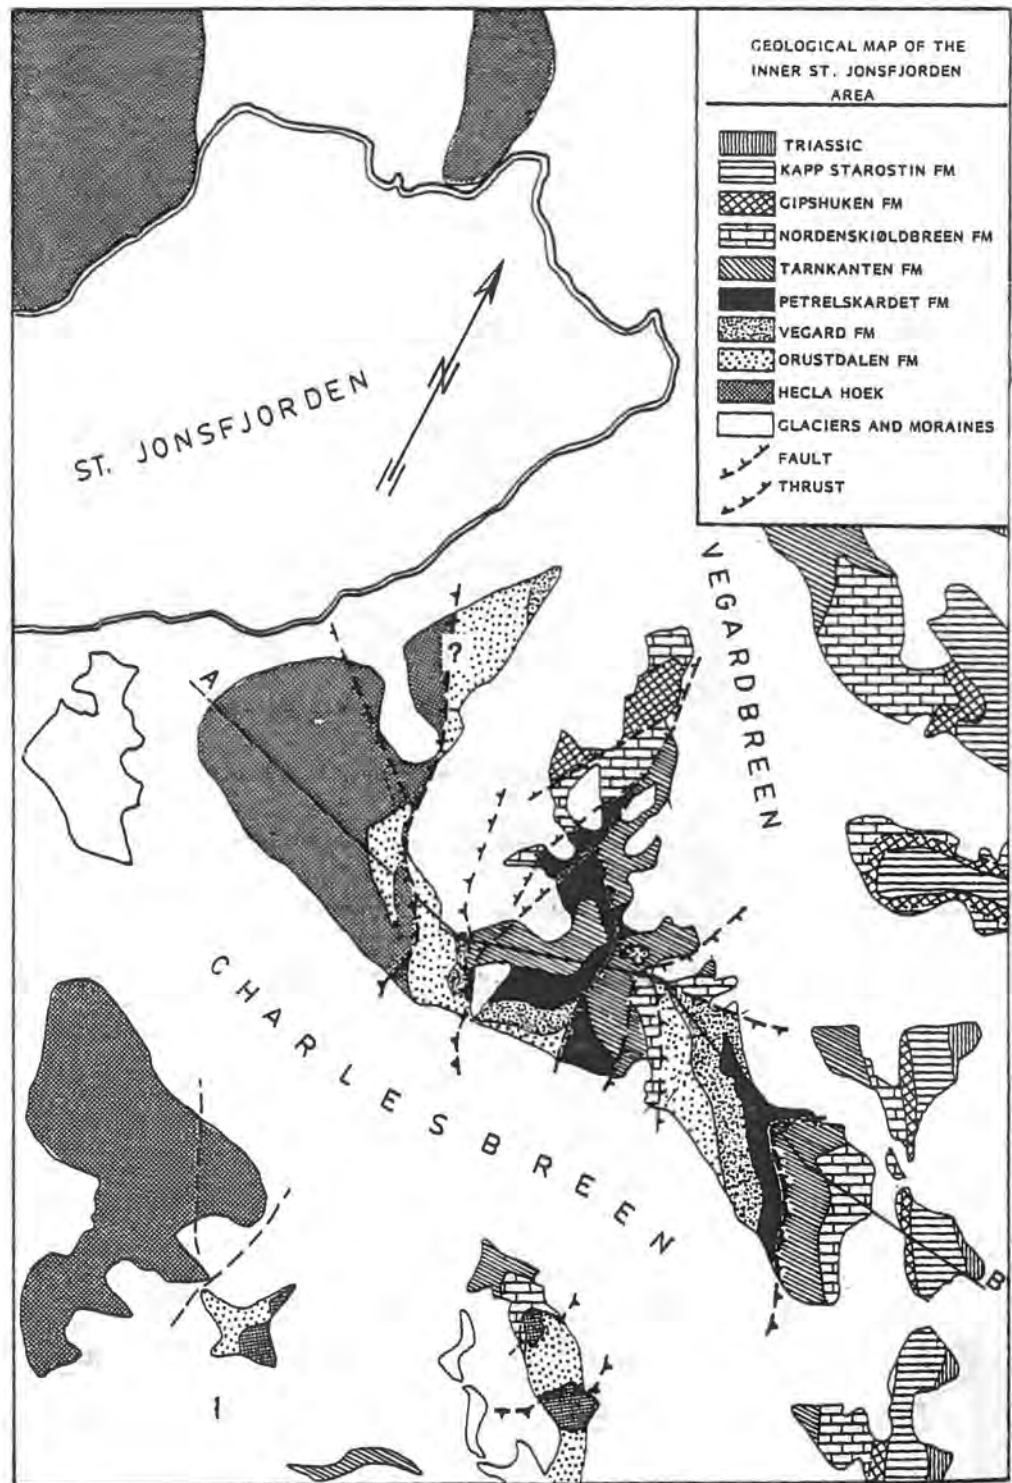 GEOLOGICAL MAP OF THE
INNER ST. JONSFJORDEN
AREA
TRIASSIC
KAPP STAROSTIN FM
GIPSHUKEN FM
NORDENSKIØLDBREEN FM
TARNKANTEN FM
PETRELSKARDET FM
VEGARD FM
ORUSTDALEN FM
HECLA HOEK
GLACIERS AND MORAINES
FAULT
THRUST
N
ST. JONSFJORDEN
VEGARDBREEN
?
A
CHARLESBREEN
B
1